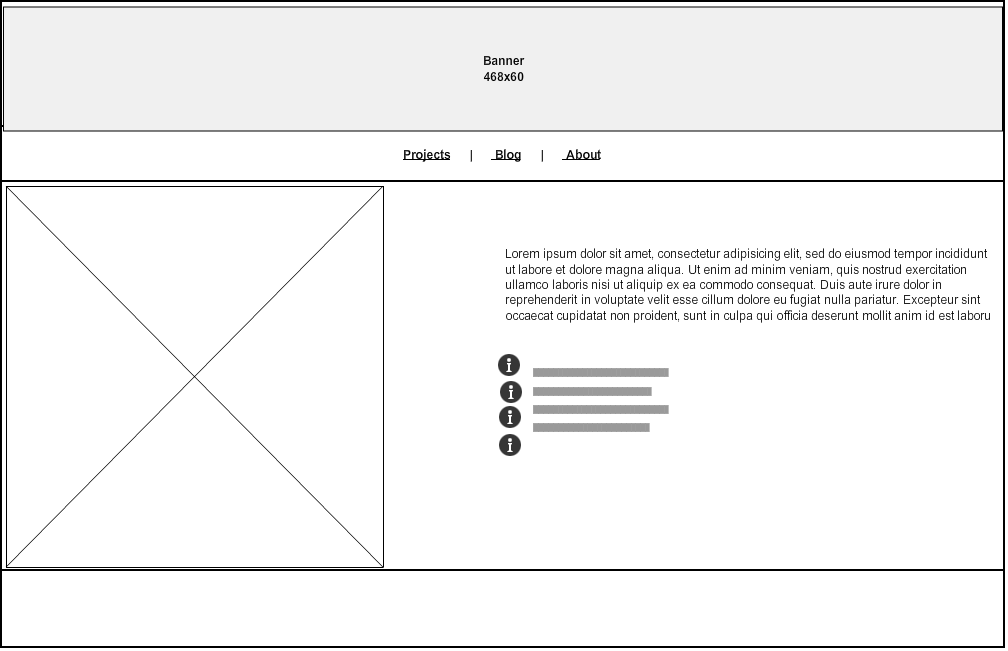 Banner
468x60
Projects | Blog | About
Lorem ipsum dolor sit amet, consectetur adipisicing elit, sed do eiusmod tempor incididunt
ut labore et dolore magna aliqua. Ut enim ad minim veniam, quis nostrud exercitation
ullamco laboris nisi ut aliquip ex ea commodo consequat. Duis aute irure dolor in
reprehenderit in voluptate velit esse cillum dolore eu fugiat nulla pariatur. Excepteur sint
occaecat cupidatat non proident, sunt in culpa qui officia deserunt mollit anim id est laboru
i
i
i
i